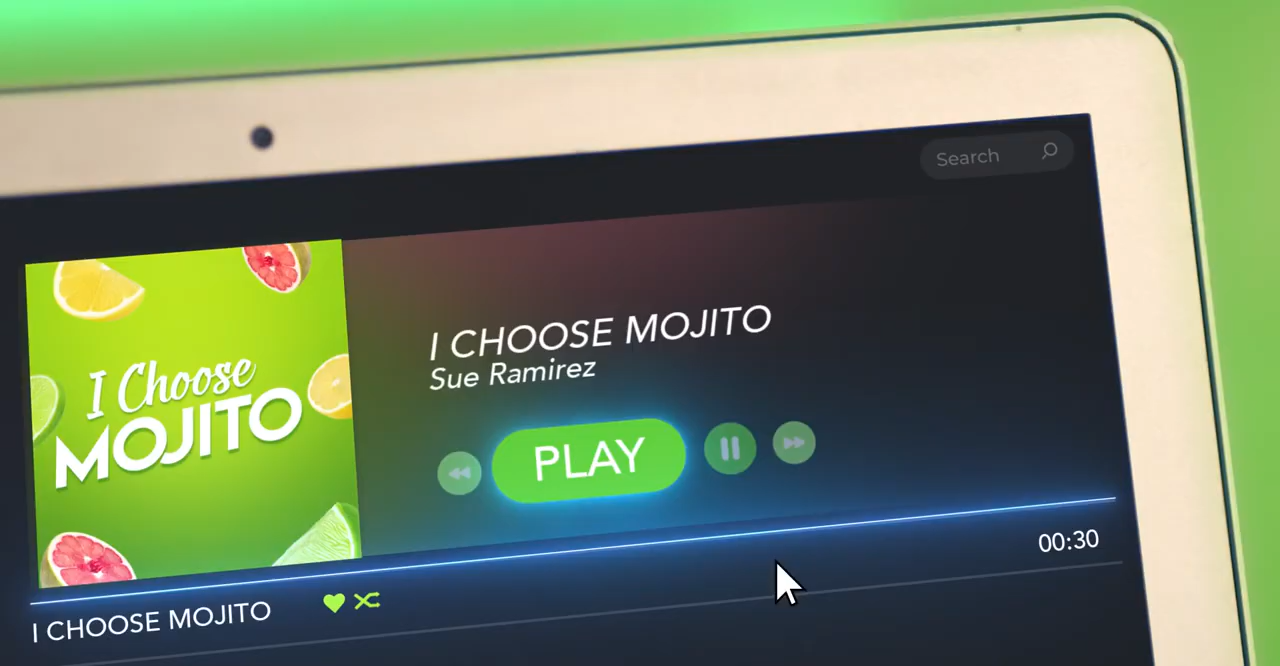 Search
I Choose
MOJITO
I CHOOSE MOJITO
Sue Ramirez
PLAY
00:30
I CHOOSE MOJITO